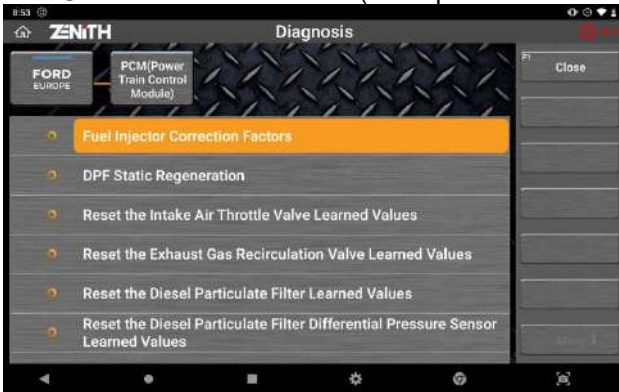 8:53
ZENITH
Diagnosis
FORD
EUROPE
PCM(Power
Train Control
Module)
F1
Close
Fuel Injector Correction Factors
DPF Static Regeneration
Reset the Intake Air Throttle Valve Learned Values
Reset the Exhaust Gas Recirculation Valve Learned Values
Reset the Diesel Particulate Filter Learned Values
Reset the Diesel Particulate Filter Differential Pressure Sensor
Learned Values